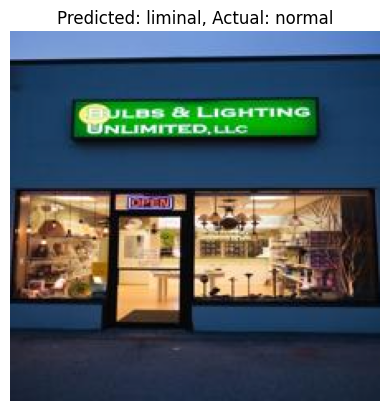 Predicted: liminal, Actual: normal
BULBS & LIGHTING
UNLIMITED, LLC
OPEN